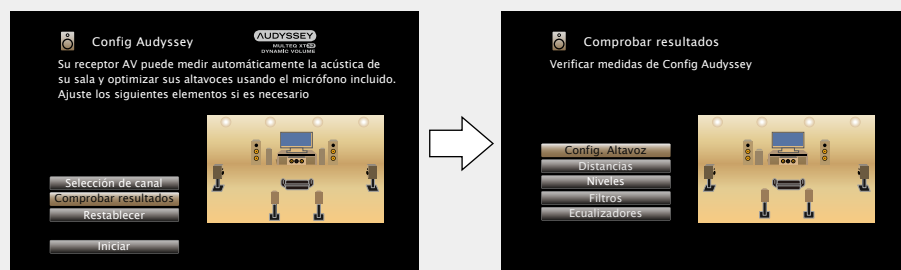 Config Audyssey
AUDYSSEY
MULTEQ XT32
DYNAMIC VOLUME
Su receptor AV puede medir automáticamente la acústica de
su sala y optimizar sus altavoces usando el micrófono incluido.
Ajuste los siguientes elementos si es necesario
Selección de canal
Comprobar resultados
Restablecer
Iniciar
Comprobar resultados
Verificar medidas de Config Audyssey
Config. Altavoz
Distancias
Niveles
Filtros
Ecualizadores